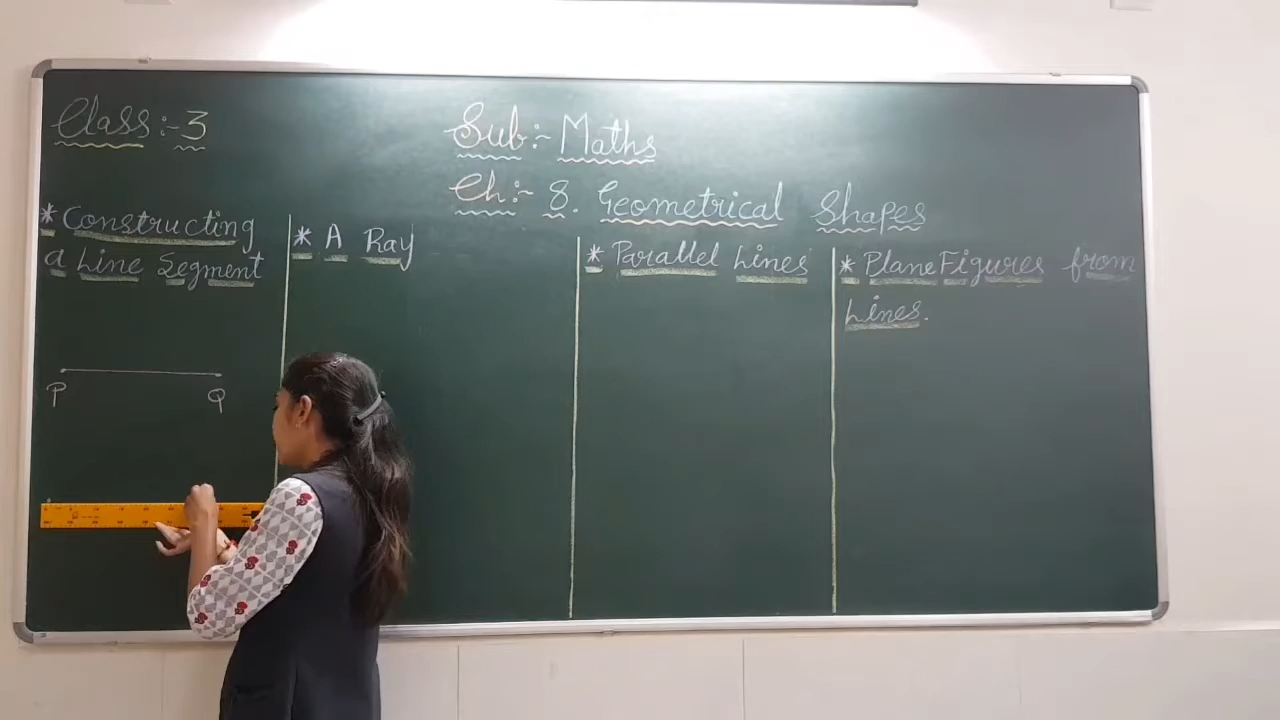 Class :- 3
Sub :- Maths
Ch :- 8. Geometrical Shapes
* Constructing
a Line Segment
P Q
* A Ray
* Parallel Lines
* Plane Figures from
Lines.